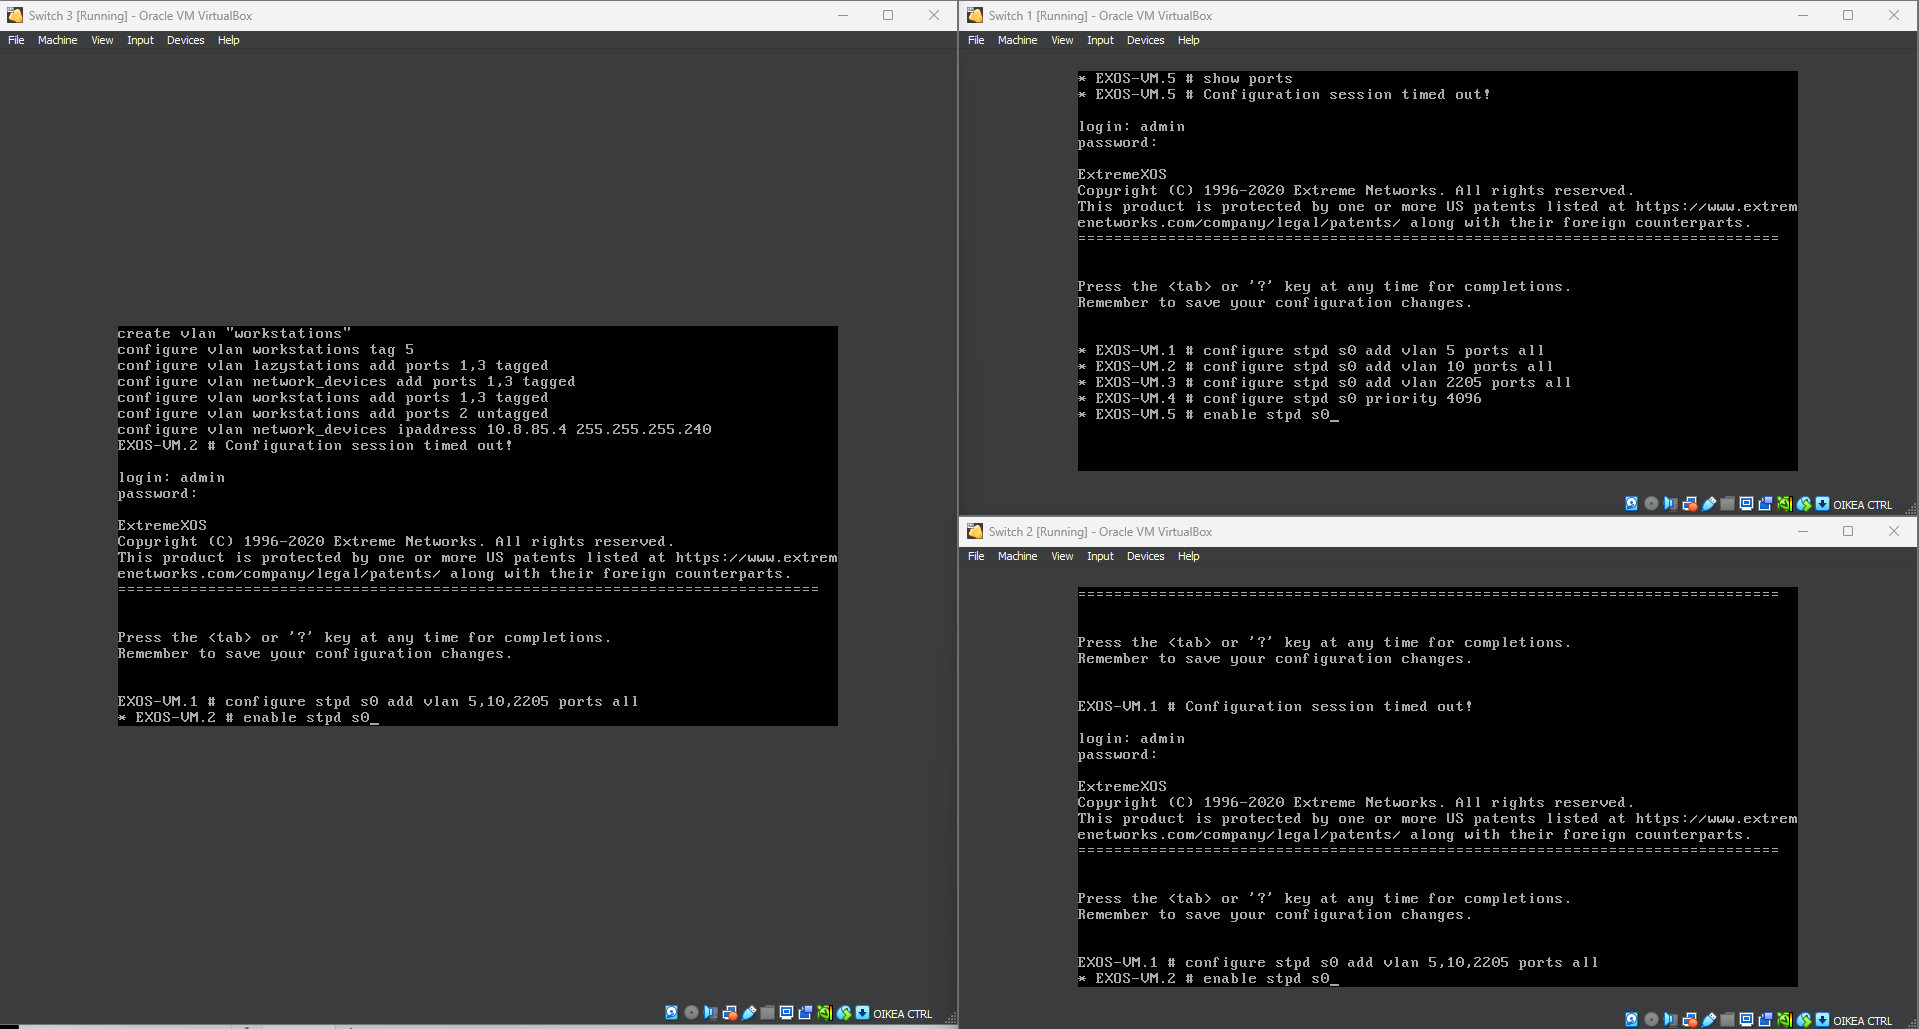 Switch 3 [Running] - Oracle VM VirtualBox
File Machine View Input Devices Help
create vlan "workstations"
configure vlan workstations tag 5
configure vlan lazystations add ports 1,3 tagged
configure vlan network_devices add ports 1,3 tagged
configure vlan workstations add ports 1,3 tagged
configure vlan workstations add ports 2 untagged
configure vlan network_devices ipaddress 10.8.85.4 255.255.255.240
EXOS-VM.2 # Configuration session timed out!
login: admin
password:
ExtremeXOS
Copyright (C) 1996-2020 Extreme Networks. All rights reserved.
This product is protected by one or more US patents listed at https://www.extrem
enetworks.com/company/legal/patents/ along with their foreign counterparts.
==============================================================================
Press the <tab> or '?' key at any time for completions.
Remember to save your configuration changes.
EXOS-VM.1 # configure stpd s0 add vlan 5,10,2205 ports all
* EXOS-VM.2 # enable stpd s0_
OIKEA CTRL
Switch 1 [Running] - Oracle VM VirtualBox
File Machine View Input Devices Help
* EXOS-VM.5 # show ports
* EXOS-VM.5 # Configuration session timed out!
login: admin
password:
ExtremeXOS
Copyright (C) 1996-2020 Extreme Networks. All rights reserved.
This product is protected by one or more US patents listed at https://www.extrem
enetworks.com/company/legal/patents/ along with their foreign counterparts.
==============================================================================
Press the <tab> or '?' key at any time for completions.
Remember to save your configuration changes.
* EXOS-VM.1 # configure stpd s0 add vlan 5 ports all
* EXOS-VM.2 # configure stpd s0 add vlan 10 ports all
* EXOS-VM.3 # configure stpd s0 add vlan 2205 ports all
* EXOS-VM.4 # configure stpd s0 priority 4096
* EXOS-VM.5 # enable stpd s0_
OIKEA CTRL
Switch 2 [Running] - Oracle VM VirtualBox
File Machine View Input Devices Help
==============================================================================
Press the <tab> or '?' key at any time for completions.
Remember to save your configuration changes.
EXOS-VM.1 # Configuration session timed out!
login: admin
password:
ExtremeXOS
Copyright (C) 1996-2020 Extreme Networks. All rights reserved.
This product is protected by one or more US patents listed at https://www.extrem
enetworks.com/company/legal/patents/ along with their foreign counterparts.
==============================================================================
Press the <tab> or '?' key at any time for completions.
Remember to save your configuration changes.
EXOS-VM.1 # configure stpd s0 add vlan 5,10,2205 ports all
* EXOS-VM.2 # enable stpd s0_
OIKEA CTRL